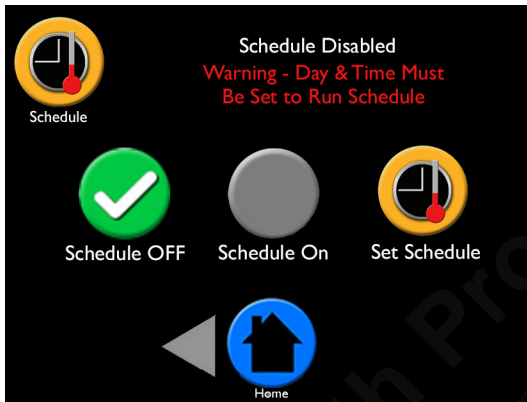 Schedule Disabled
Warning - Day & Time Must
Be Set to Run Schedule
Schedule
Schedule OFF
Schedule On
Set Schedule
Home